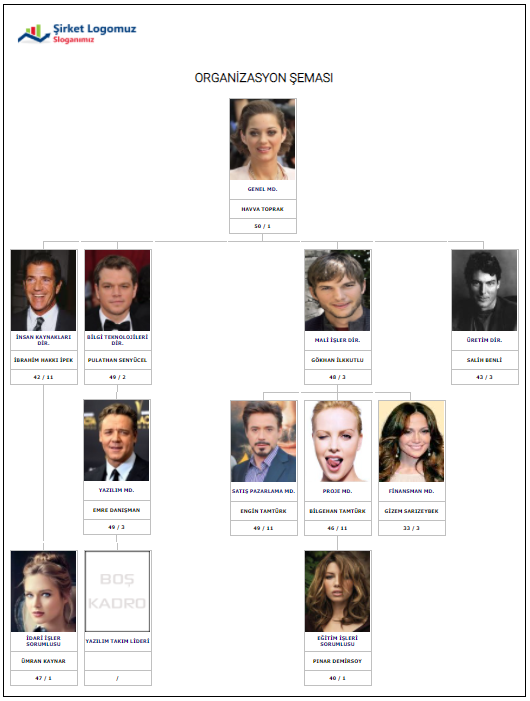 Şirket Logomuz
Sloganımız
ORGANİZASYON ŞEMASI
GENEL MD.
HAVVA TOPRAK
50 / 1
İNSAN KAYNAKLARI
DİR.
İBRAHİM HAKKI İPEK
42 / 11
BİLGİ TEKNOLOJİLERİ
DİR.
PULATHAN SENYÜCEL
49 / 2
MALİ İŞLER DİR.
GÖKHAN İLKKUTLU
48 / 3
ÜRETİM DİR.
SALİH BENLİ
43 / 3
YAZILIM MD.
EMRE DANIŞMAN
49 / 3
SATIŞ PAZARLAMA MD.
ENGİN TAMTÜRK
49 / 11
PROJE MD.
BİLGEHAN TAMTÜRK
46 / 11
FİNANSMAN MD.
GİZEM SARIZEYBEK
33 / 3
İDARİ İŞLER
SORUMLUSU
ÜMRAN KAYNAR
47 / 1
BOŞ
KADRO
YAZILIM TAKIM LİDERİ
/
EĞİTİM İŞLERİ
SORUMLUSU
PINAR DEMİRSOY
40 / 1